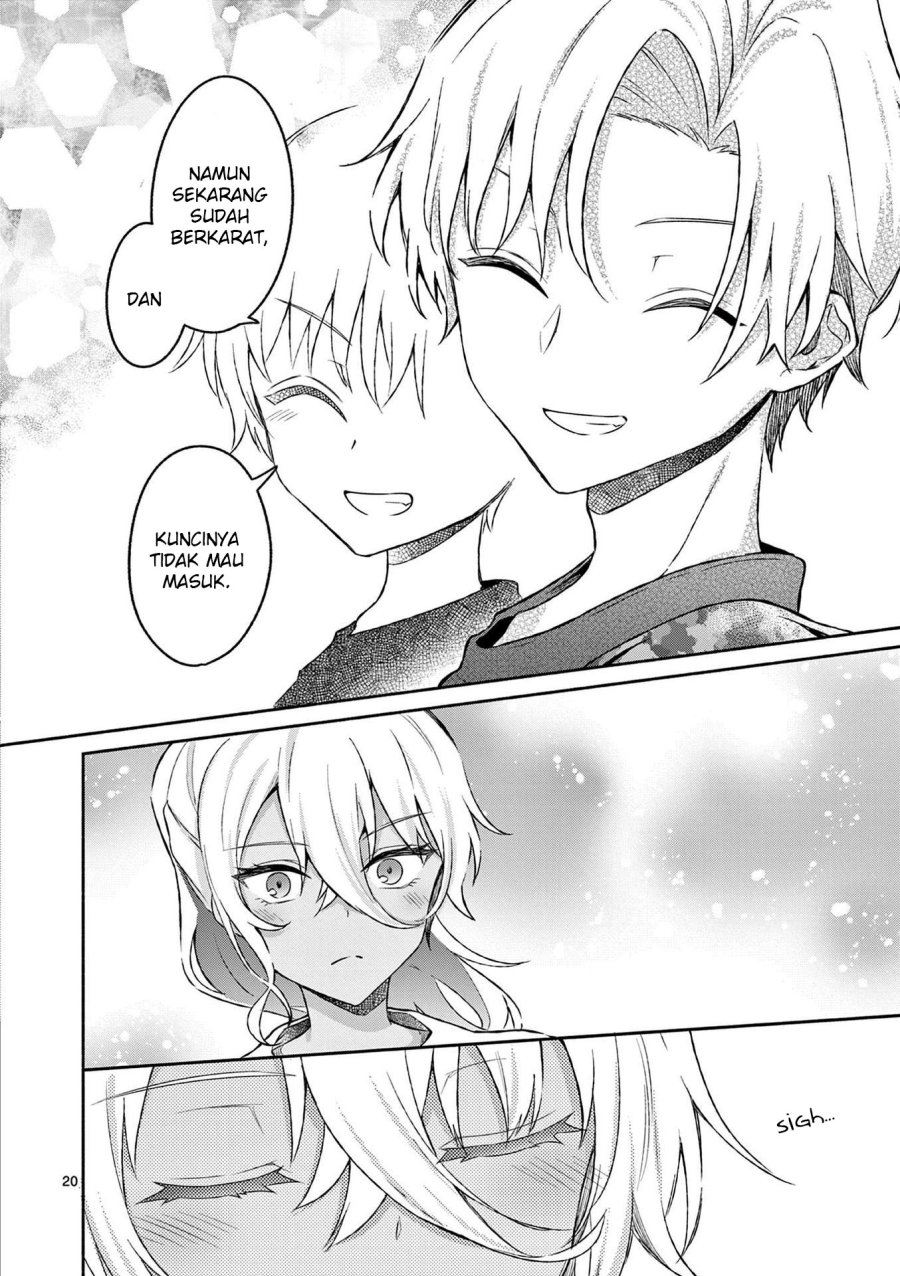 NAMUN
SEKARANG
SUDAH
BERKARAT,
DAN
KUNCINYA
TIDAK MAU
MASUK.
sigh...
20